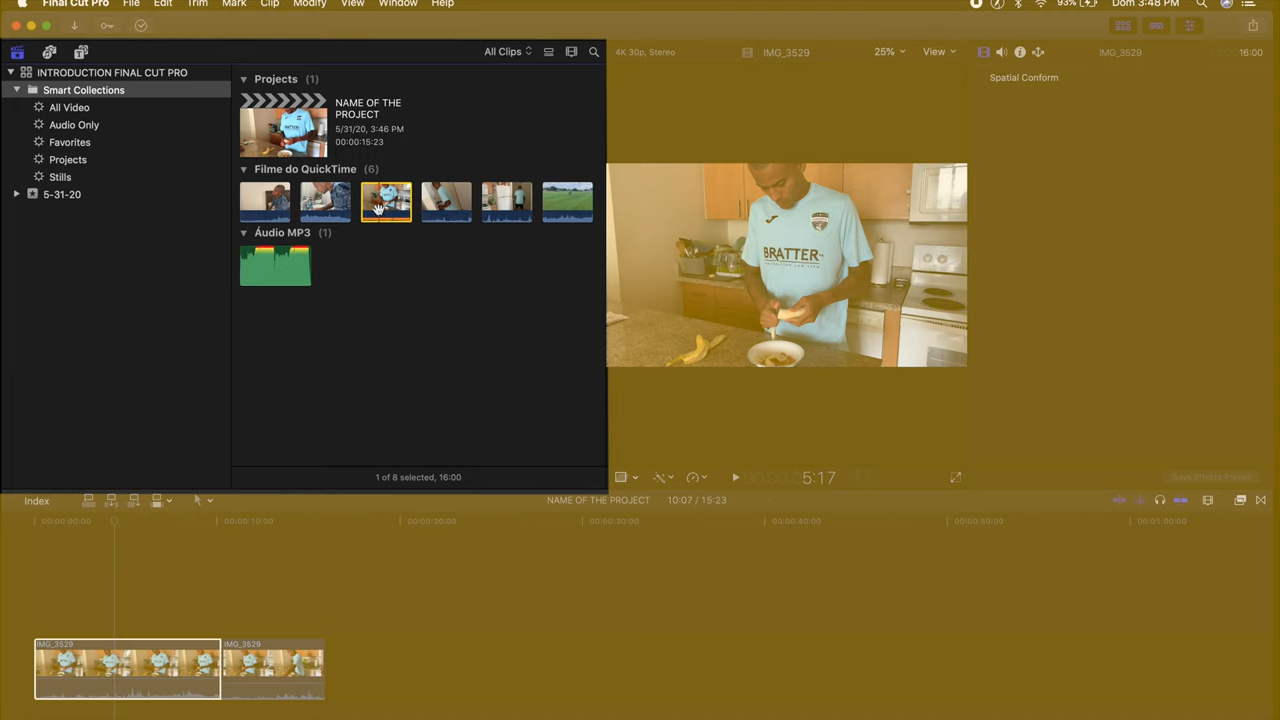 Final Cut Pro File Edit Trim Mark Clip Modify View Window Help 93% Dom 3:48 PM
All Clips 4K 30p, Stereo IMG_3529 25% View IMG_3529 16:00
INTRODUCTION FINAL CUT PRO
Smart Collections
All Video
Audio Only
Favorites
Projects
Stills
5-31-20
Projects (1)
NAME OF THE
PROJECT
5/31/20, 3:46 PM
00:00:15:23
Filme do QuickTime (6)
Áudio MP3 (1)
1 of 8 selected, 16:00
Spatial Conform
BRATTER
5:17
Save Effects Preset
Index NAME OF THE PROJECT 10:07 / 15:23
00:00:00:00 00:00:10:00 00:00:20:00 00:00:30:00 00:00:40:00 00:00:50:00 00:01:00:00
IMG_3529 IMG_3529